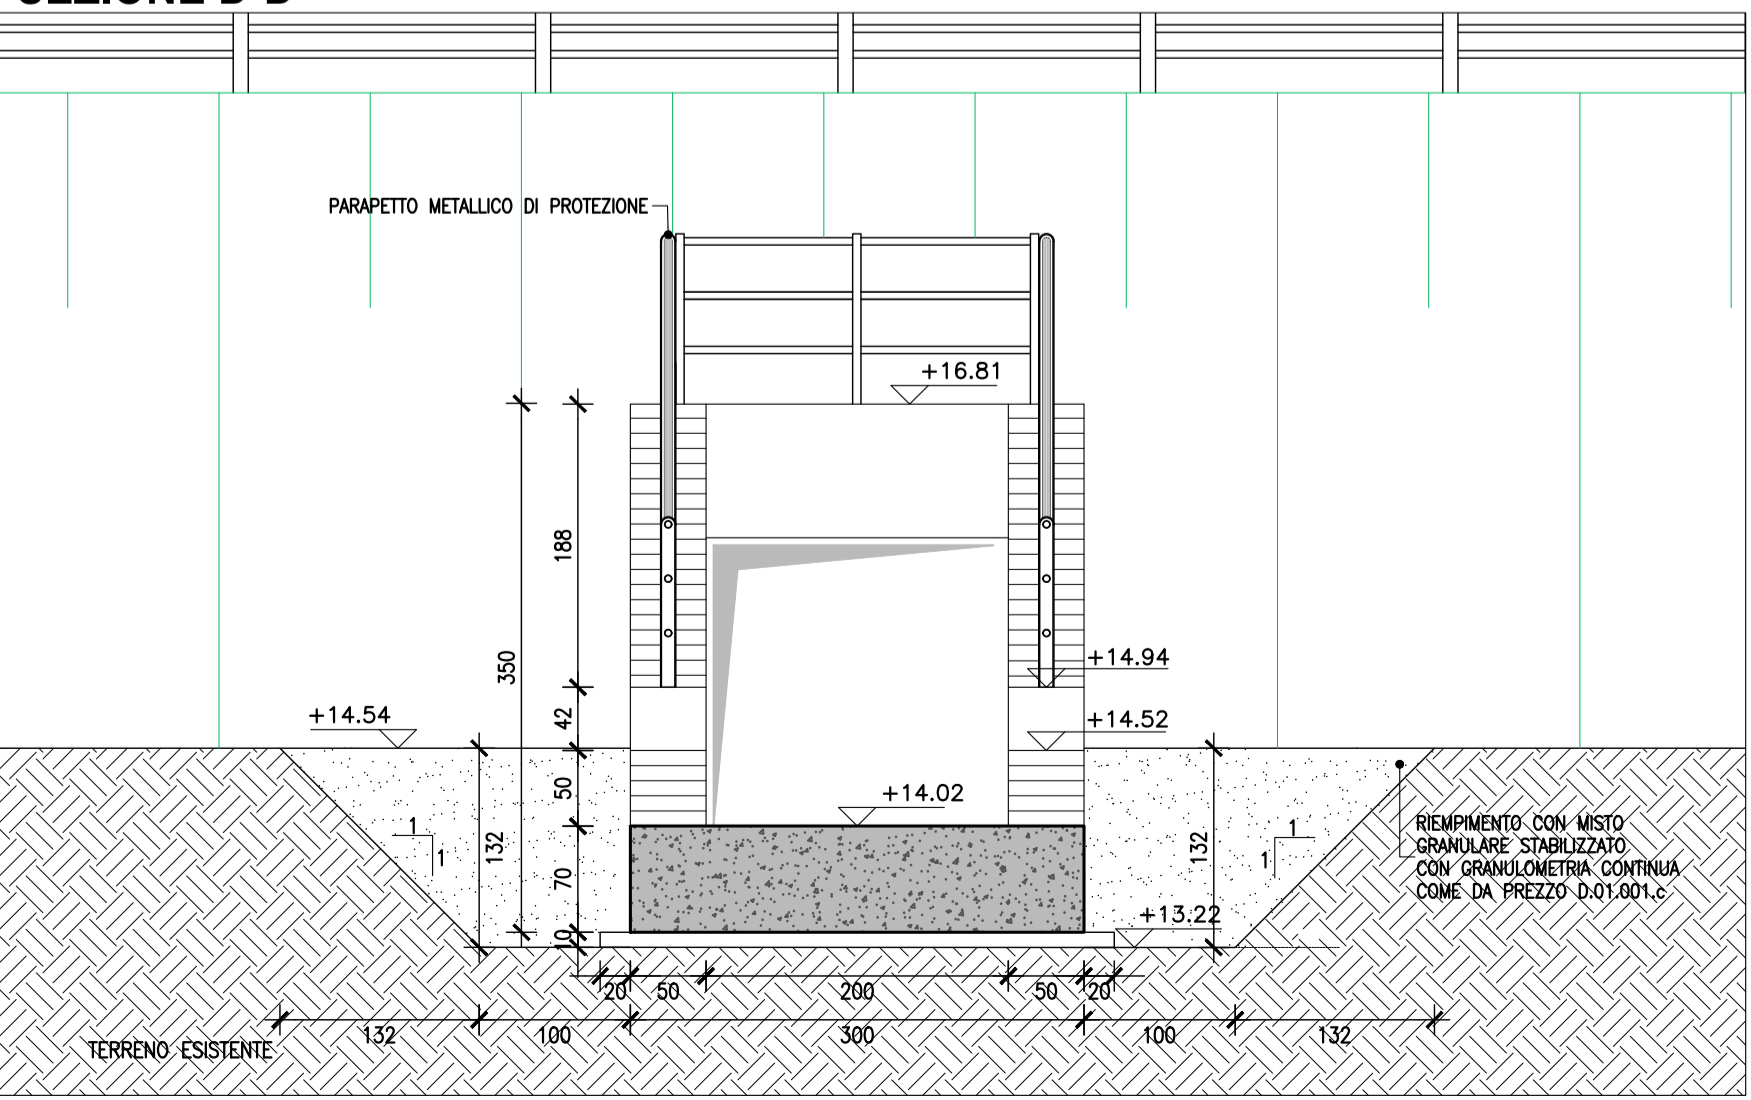 PARAPETTO METALLICO DI PROTEZIONE
+16.81
188
350
+14.94
42
+14.54
+14.52
50
+14.02
1
1
132
70
132
1
1
RIEMPIMENTO CON MISTO
GRANULARE STABILIZZATO
CON GRANULOMETRIA CONTINUA
COME DA PREZZO D.01.001.c
+13.22
10
20 50 200 50 20
132 100 300 100 132
TERRENO ESISTENTE